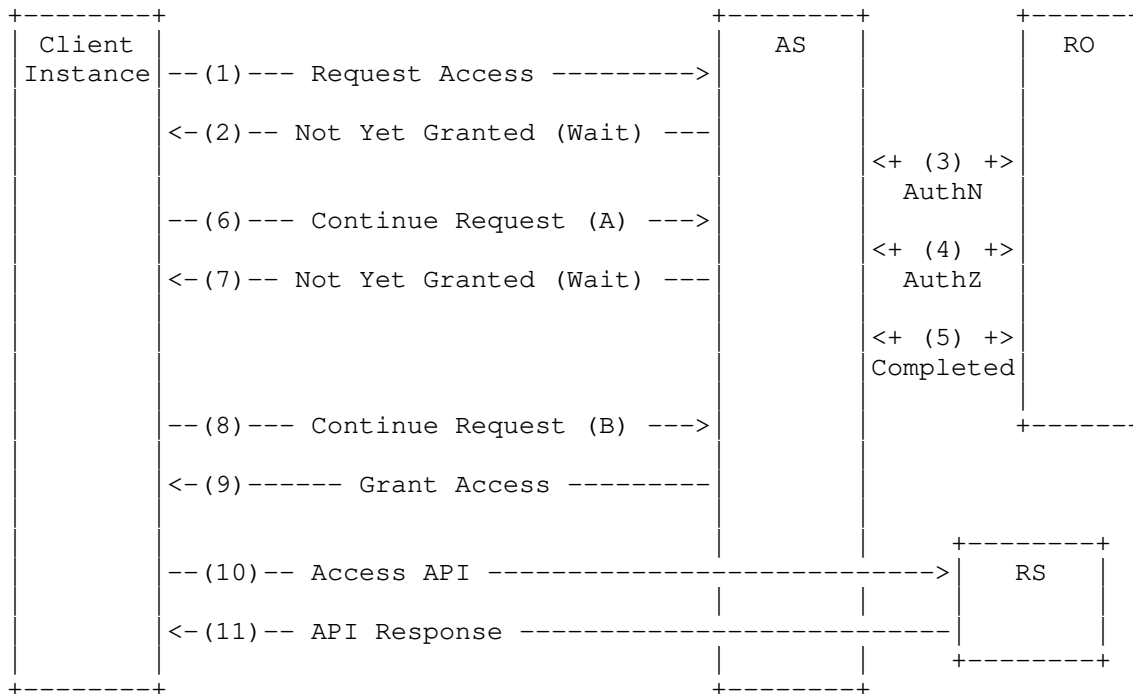 Client AS RO
Instance --(1)--- Request Access --------->
<-(2)-- Not Yet Granted (Wait) ---
<+ (3) +>
AuthN
--(6)--- Continue Request (A) --->
<+ (4) +>
<-(7)-- Not Yet Granted (Wait) --- AuthZ
<+ (5) +>
Completed
--(8)--- Continue Request (B) --->
<-(9)------ Grant Access ---------
--(10)-- Access API ----------------------------> RS
<-(11)-- API Response ---------------------------